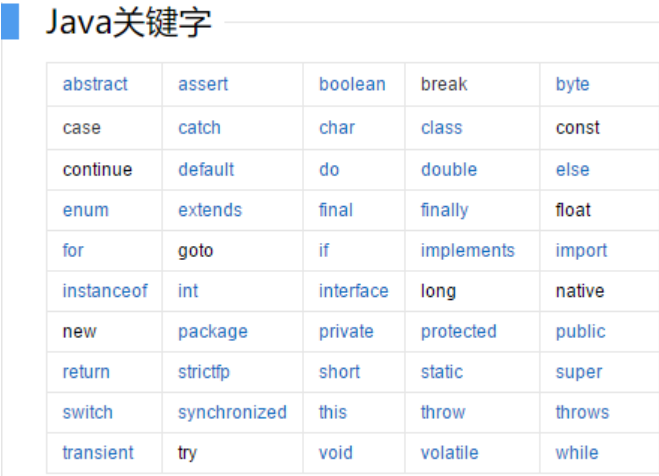 Java关键字
abstract assert boolean break byte
case catch char class const
continue default do double else
enum extends final finally float
for goto if implements import
instanceof int interface long native
new package private protected public
return strictfp short static super
switch synchronized this throw throws
transient try void volatile while